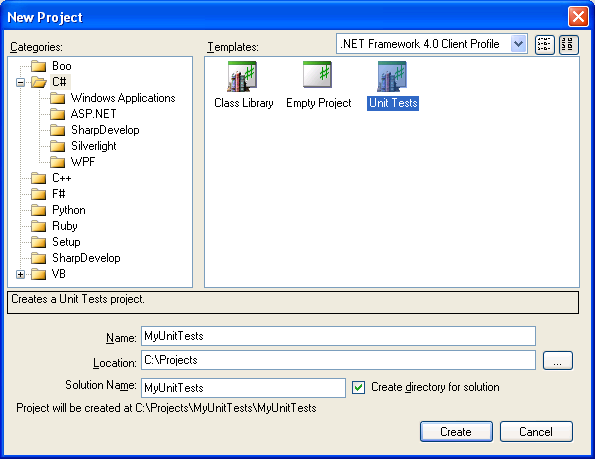 New Project
Categories:
Templates:
.NET Framework 4.0 Client Profile
Boo
C#
Windows Applications
ASP.NET
SharpDevelop
Silverlight
WPF
C++
F#
Python
Ruby
Setup
SharpDevelop
VB
Class Library
Empty Project
Unit Tests
Creates a Unit Tests project.
Name:
MyUnitTests
Location:
C:\Projects
...
Solution Name:
MyUnitTests
Create directory for solution
Project will be created at C:\Projects\MyUnitTests\MyUnitTests
Create
Cancel